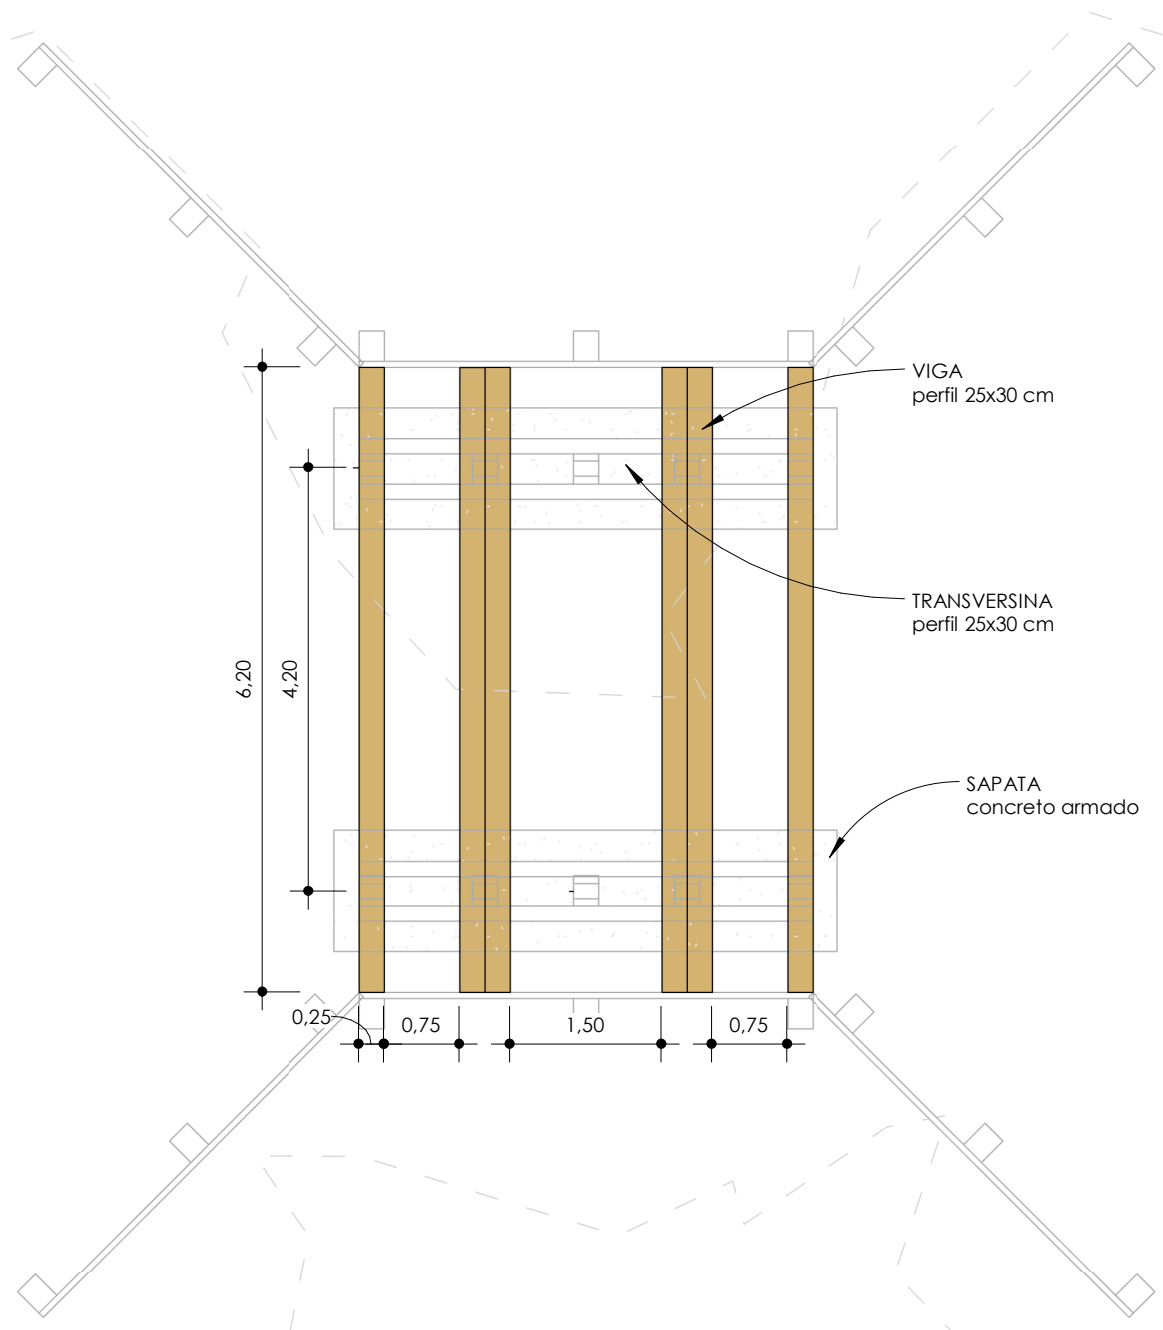 VIGA
perfil 25x30 cm
TRANSVERSINA
perfil 25x30 cm
6,20
4,20
SAPATA
concreto armado
0,25
0,75
1,50
0,75